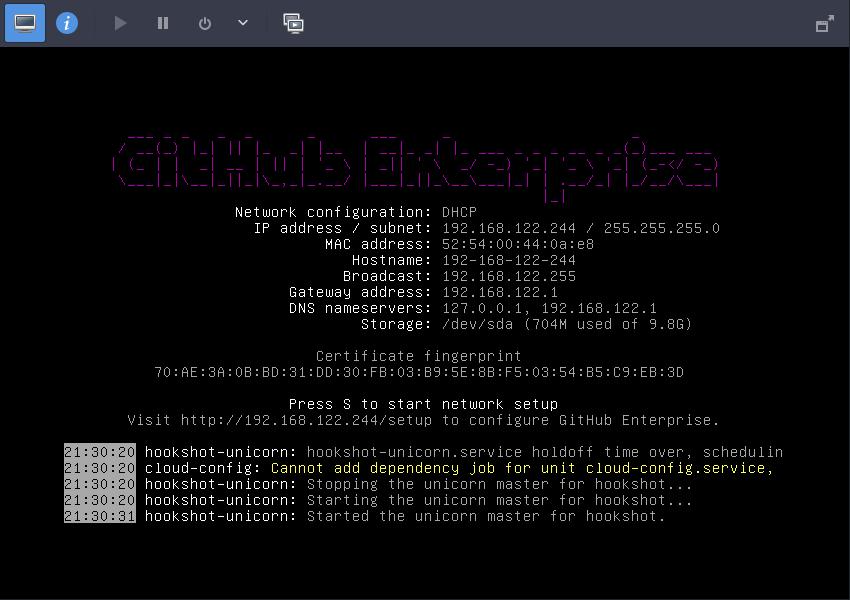 GitHub Enterprise
Network configuration: DHCP
IP address / subnet: 192.168.122.244 / 255.255.255.0
MAC address: 52:54:00:44:0a:e8
Hostname: 192-168-122-244
Broadcast: 192.168.122.255
Gateway address: 192.168.122.1
DNS nameservers: 127.0.0.1, 192.168.122.1
Storage: /dev/sda (704M used of 9.8G)
Certificate fingerprint
70:AE:3A:0B:BD:31:DD:30:FB:03:B9:5E:8B:F5:03:54:B5:C9:EB:3D
Press S to start network setup
Visit http://192.168.122.244/setup to configure GitHub Enterprise.
21:30:20 hookshot-unicorn: hookshot-unicorn.service holdoff time over, schedulin
21:30:20 cloud-config: Cannot add dependency job for unit cloud-config.service,
21:30:20 hookshot-unicorn: Stopping the unicorn master for hookshot...
21:30:20 hookshot-unicorn: Starting the unicorn master for hookshot...
21:30:31 hookshot-unicorn: Started the unicorn master for hookshot.